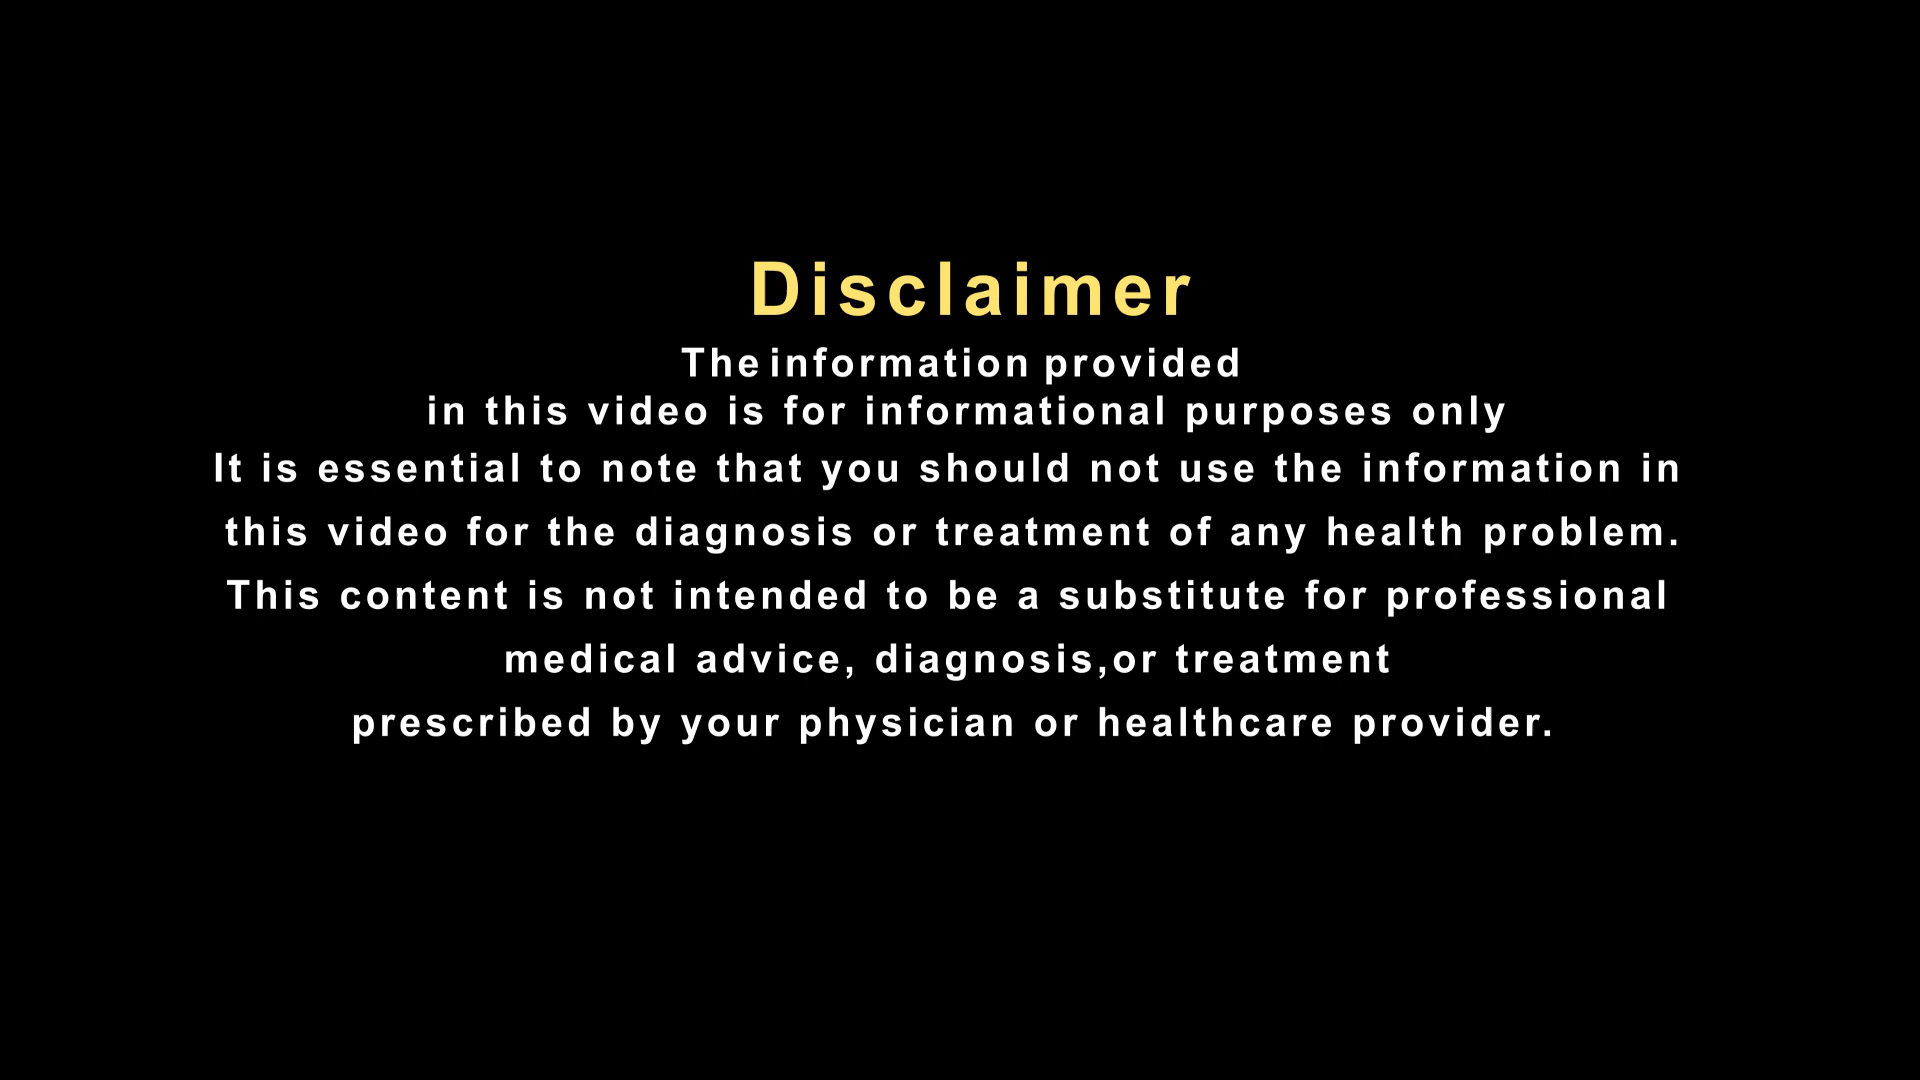 Disclaimer
The information provided
in this video is for informational purposes only
It is essential to note that you should not use the information in
this video for the diagnosis or treatment of any health problem.
This content is not intended to be a substitute for professional
medical advice, diagnosis,or treatment
prescribed by your physician or healthcare provider.